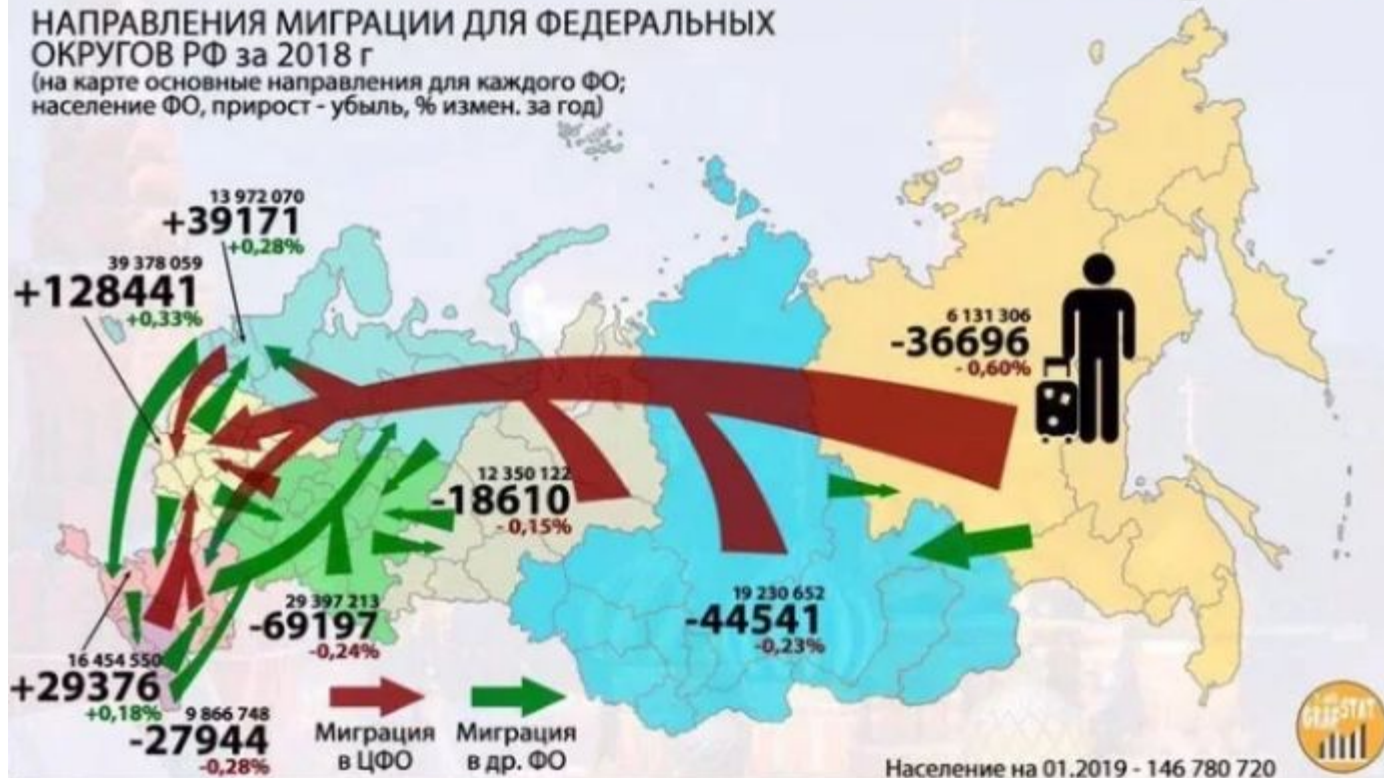 НАПРАВЛЕНИЯ МИГРАЦИИ ДЛЯ ФЕДЕРАЛЬНЫХ
ОКРУГОВ РФ за 2018 г
(на карте основные направления для каждого ФО;
население ФО, прирост - убыль, % измен. за год)
13 972 070
+39171
+0,28%
39 378 059
+128441
+0,33%
6 131 306
-36696
- 0,60%
12 350 122
-18610
- 0,15%
29 397 213
-69197
-0,24%
19 230 652
-44541
-0,23%
16 454 550
+29376
+0,18%
9 866 748
-27944
-0,28%
Миграция
в ЦФО
Миграция
в др. ФО
Население на 01.2019 - 146 780 720